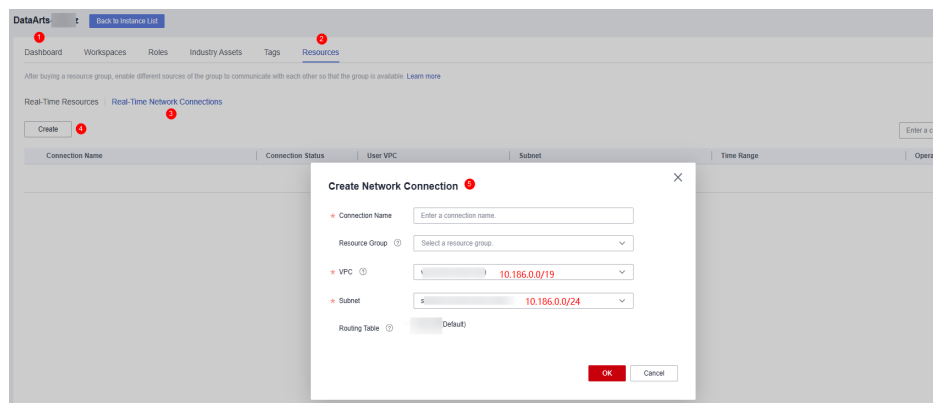 DataArts- z Back to Instance List
1 2
Dashboard Workspaces Roles Industry Assets Tags Resources
After buying a resource group, enable different sources of the group to communicate with each other so that the group is available. Learn more
Real-Time Resources Real-Time Network Connections
3
Create 4 Enter a c
Connection Name Connection Status User VPC Subnet Time Range Opera
Create Network Connection 5
* Connection Name Enter a connection name.
Resource Group ? Select a resource group.
* VPC ? 10.186.0.0/19
* Subnet s 10.186.0.0/24
Routing Table ? Default)
OK Cancel